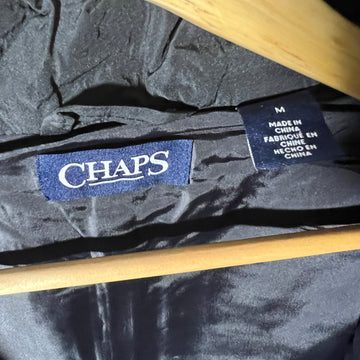 CHAPS
M
MADE IN
CHINA
FABRIQUÉ EN
CHINE
HECHO EN
CHINA